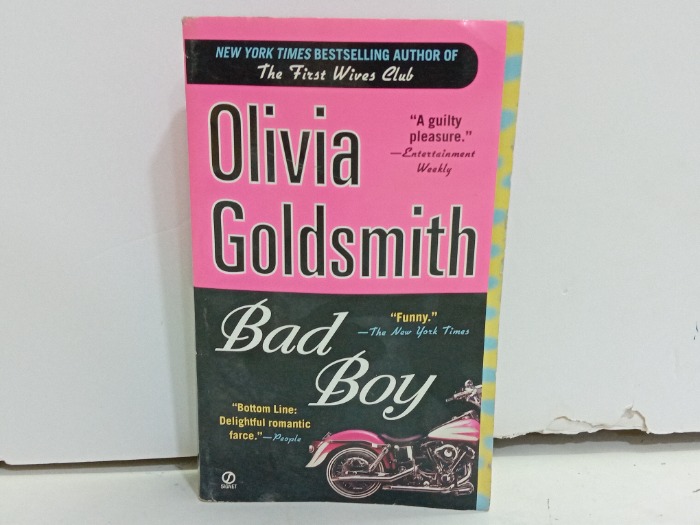 NEW YORK TIMES BESTSELLING AUTHOR OF
The First Wives Club
Olivia
Goldsmith
"A guilty
pleasure."
—Entertainment
Weekly
Bad
Boy
"Funny."
—The New York Times
"Bottom Line:
Delightful romantic
farce."—People
SIGNET